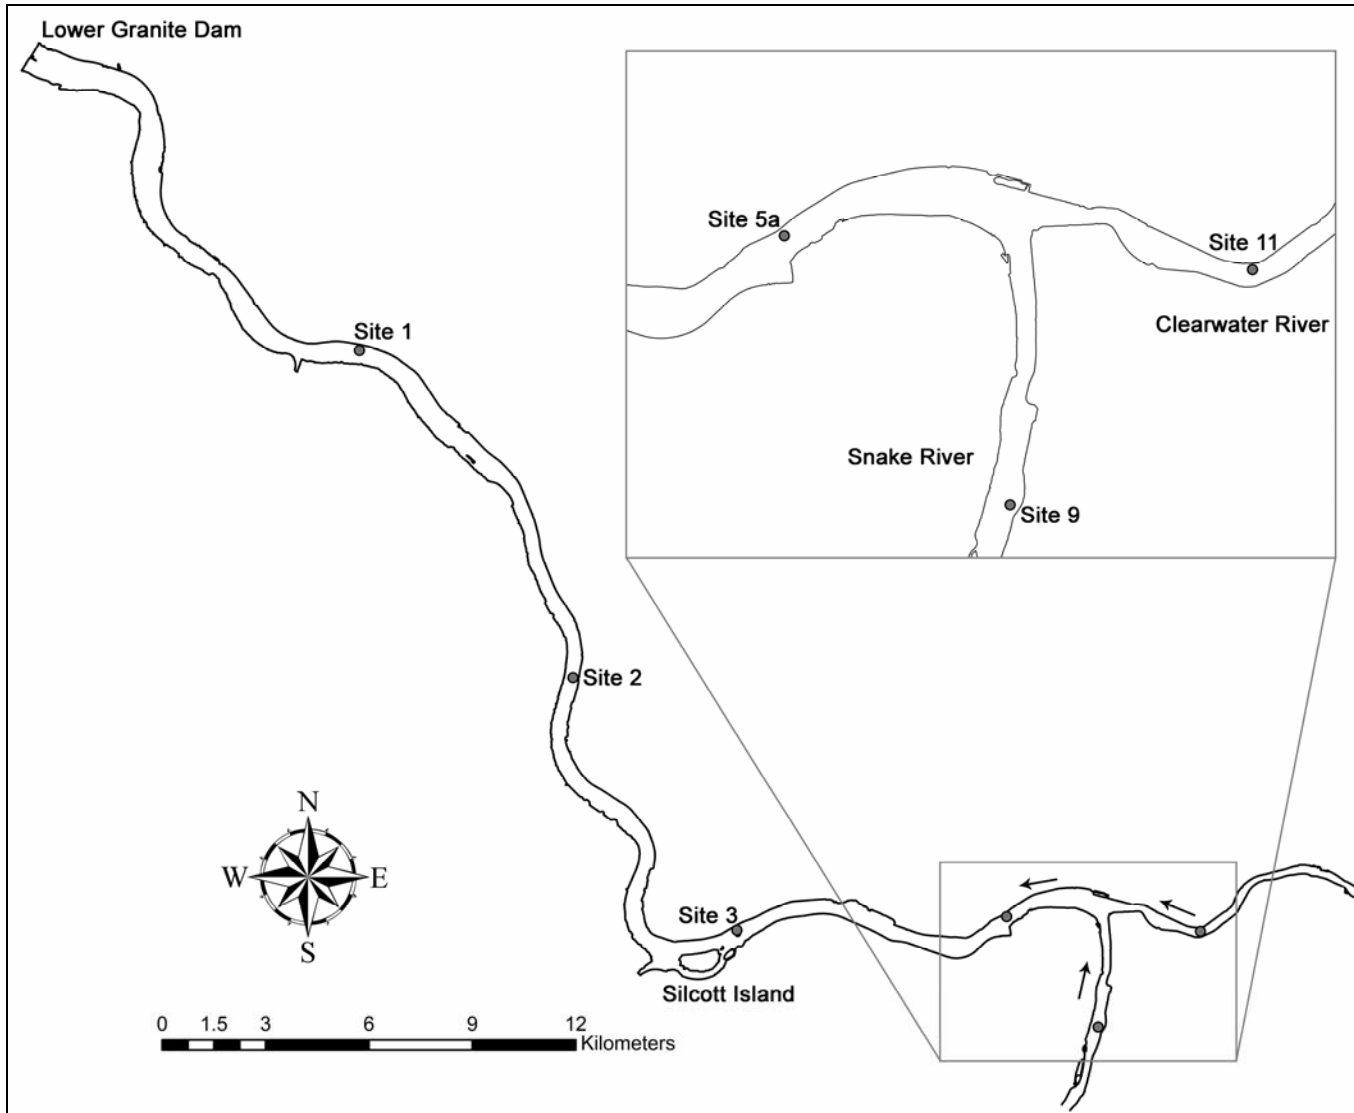 Lower Granite Dam
Site 5a
Site 11
Clearwater River
Site 1
Snake River
Site 9
Site 2
N
W
E
S
Site 3
Silcott Island
0 1.5 3 6 9 12
Kilometers